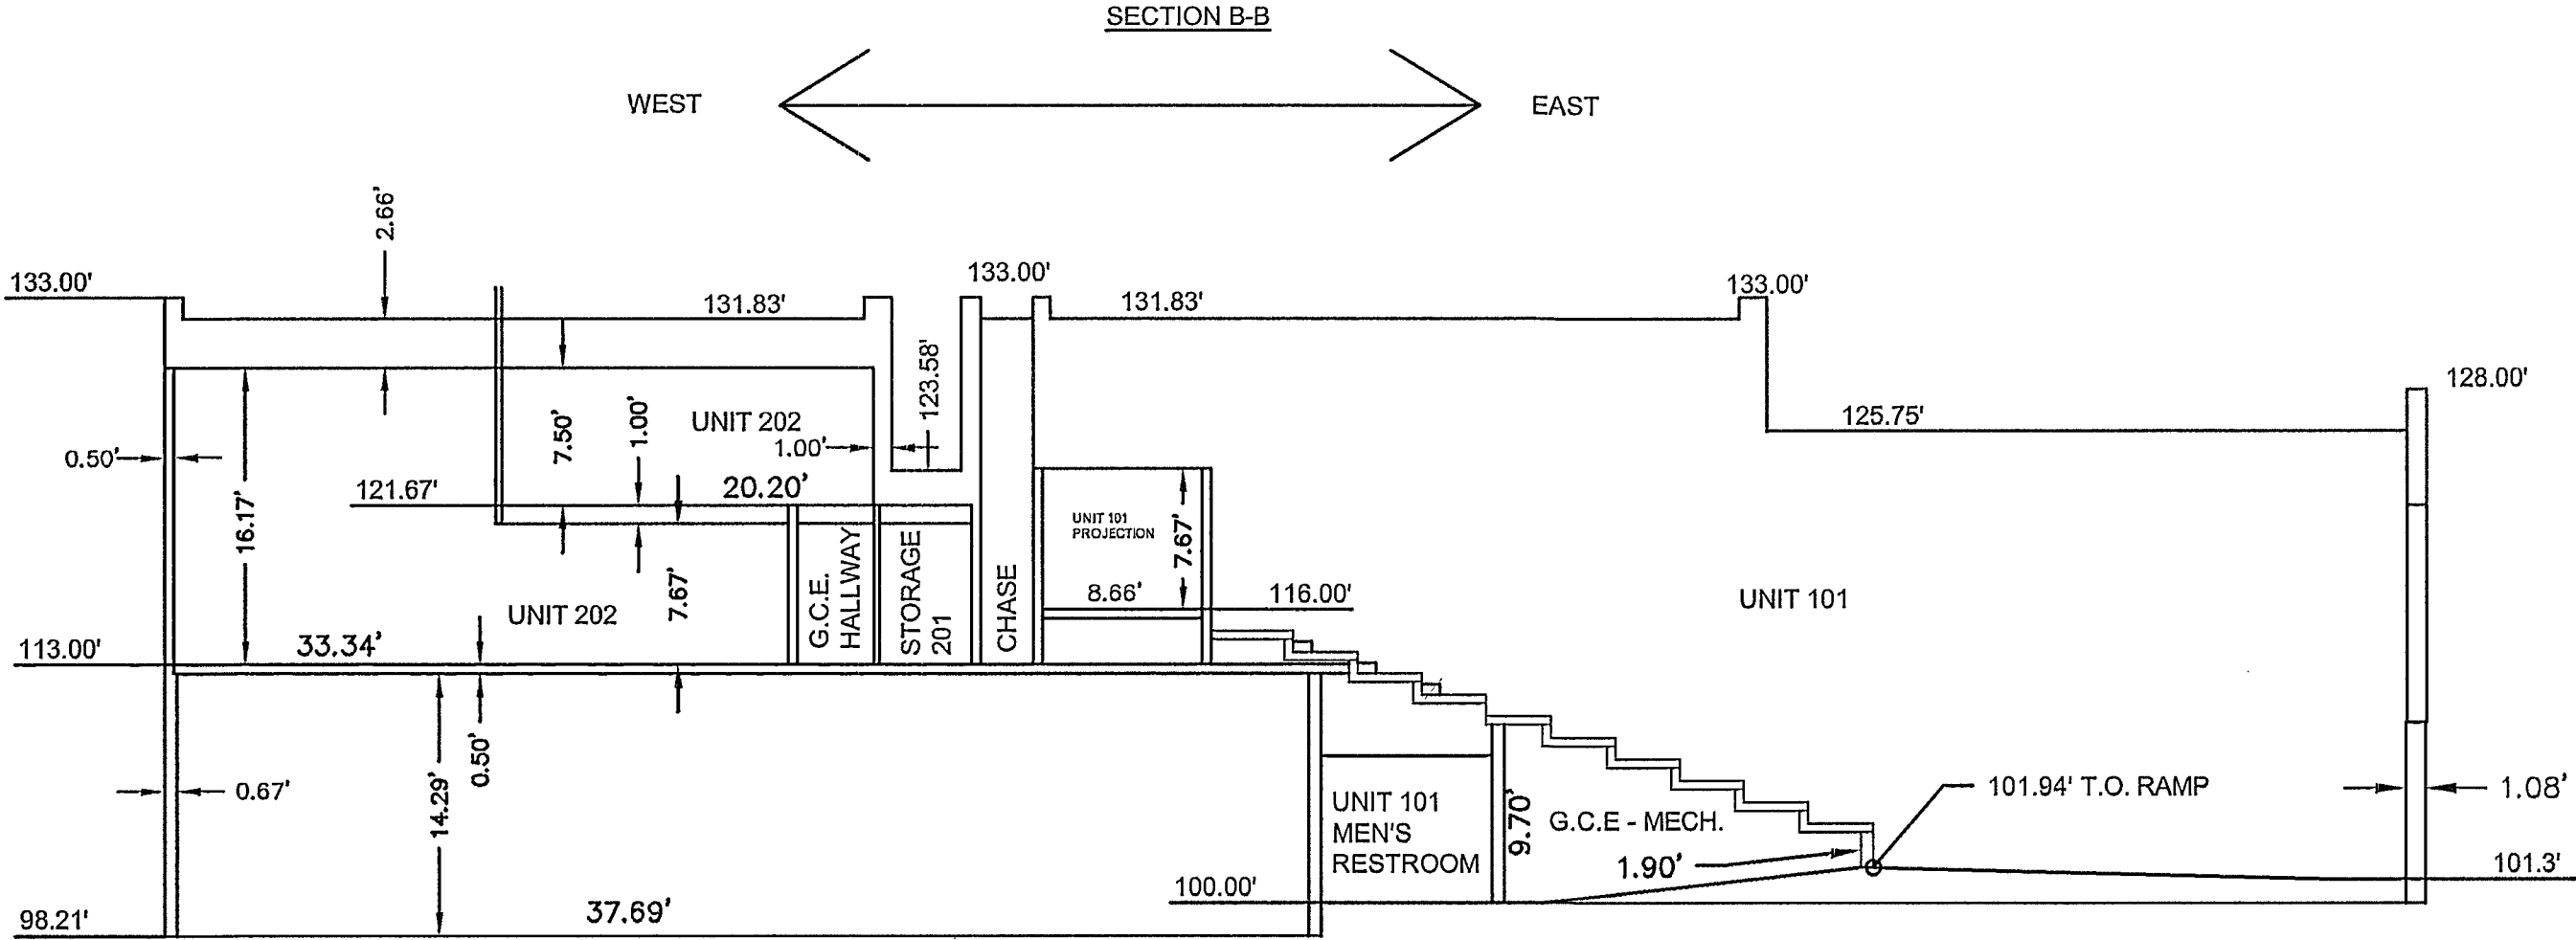 SECTION B-B
WEST
EAST
2.66'
133.00'
131.83'
133.00'
131.83'
133.00'
128.00'
125.75'
123.58'
UNIT 202
1.00'
7.50'
1.00'
0.50'
16.17'
121.67'
20.20'
UNIT 101
PROJECTION
7.67'
8.66'
116.00'
UNIT 101
UNIT 202
7.67'
G.C.E.
HALLWAY
STORAGE
201
CHASE
113.00'
33.34'
0.50'
14.29'
0.67'
UNIT 101
MEN'S
RESTROOM
9.70'
G.C.E - MECH.
1.90'
101.94' T.O. RAMP
1.08'
101.3'
100.00'
98.21'
37.69'